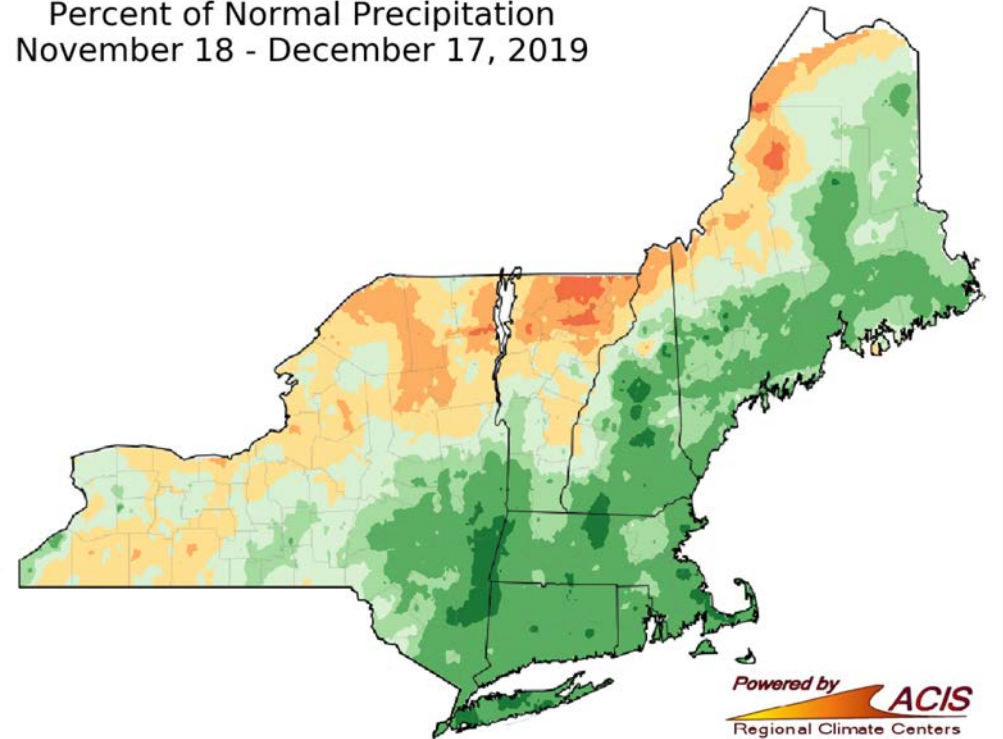 Percent of Normal Precipitation
November 18 - December 17, 2019
Powered by
ACIS
Regional Climate Centers